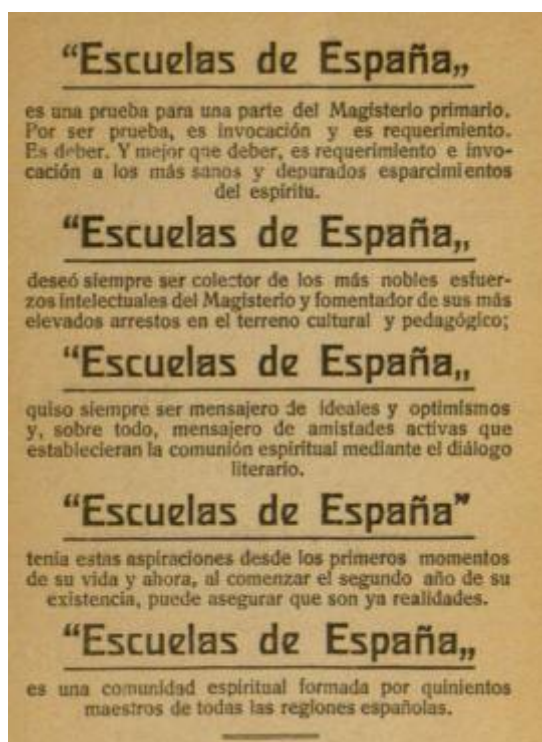 “Escuelas de España„
es una prueba para una parte del Magisterio primario.
Por ser prueba, es invocación y es requerimiento.
Es deber. Y mejor que deber, es requerimiento e invo-
cación a los más sanos y depurados esparcimientos
del espíritu.
“Escuelas de España„
deseó siempre ser colector de los más nobles esfuer-
zos intelectuales del Magisterio y fomentador de sus más
elevados arrestos en el terreno cultural y pedagógico;
“Escuelas de España„
quiso siempre ser mensajero de ideales y optimismos
y, sobre todo, mensajero de amistades activas que
establecieran la comunión espiritual mediante el diálogo
literario.
“Escuelas de España”
tenía estas aspiraciones desde los primeros momentos
de su vida y ahora, al comenzar el segundo año de su
existencia, puede asegurar que son ya realidades.
“Escuelas de España„
es una comunidad espiritual formada por quinientos
maestros de todas las regiones españolas.